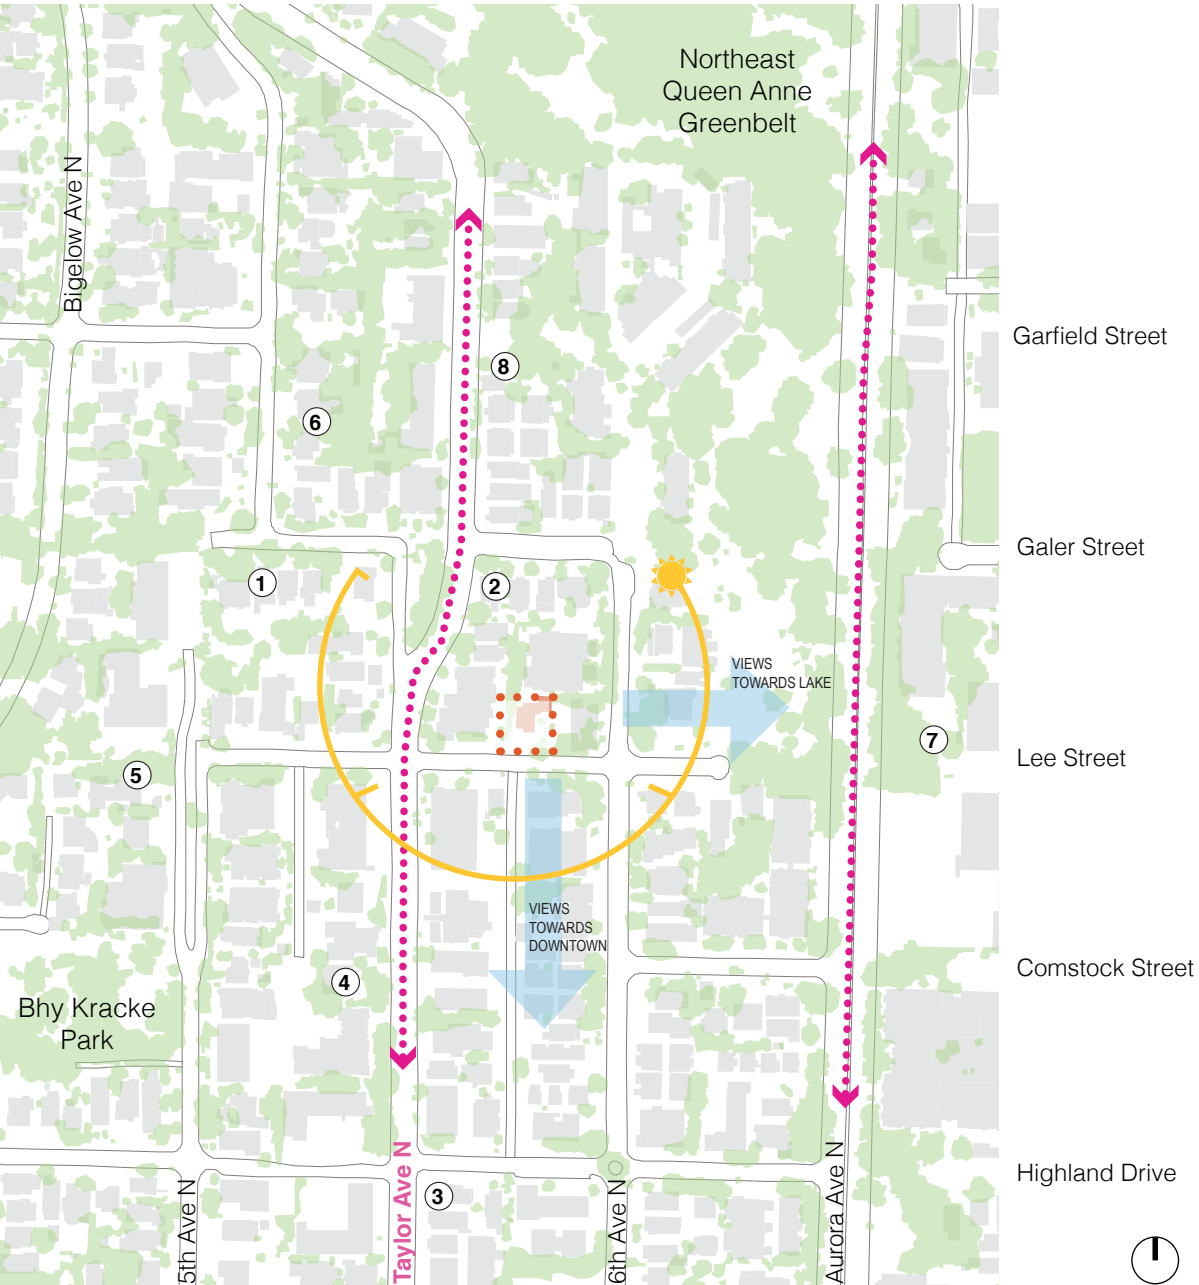 Northeast
Queen Anne
Greenbelt
Bigelow Ave N
Garfield Street
8
6
Galer Street
1
2
VIEWS
TOWARDS LAKE
7
Lee Street
5
VIEWS
TOWARDS
DOWNTOWN
Comstock Street
4
Bhy Kracke
Park
Highland Drive
3
5th Ave N
Taylor Ave N
6th Ave N
Aurora Ave N